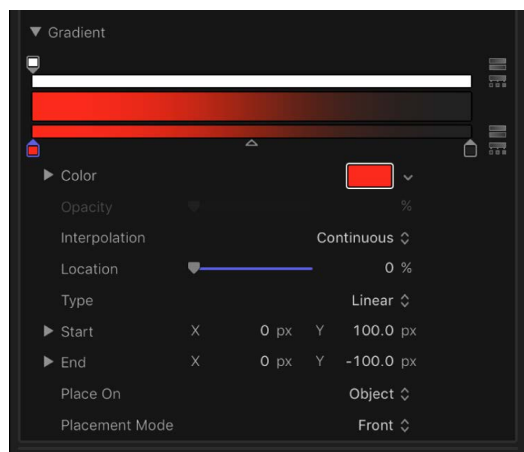 Gradient
Color
Opacity %
Interpolation Continuous
Location 0 %
Type Linear
Start X 0 px Y 100.0 px
End X 0 px Y -100.0 px
Place On Object
Placement Mode Front